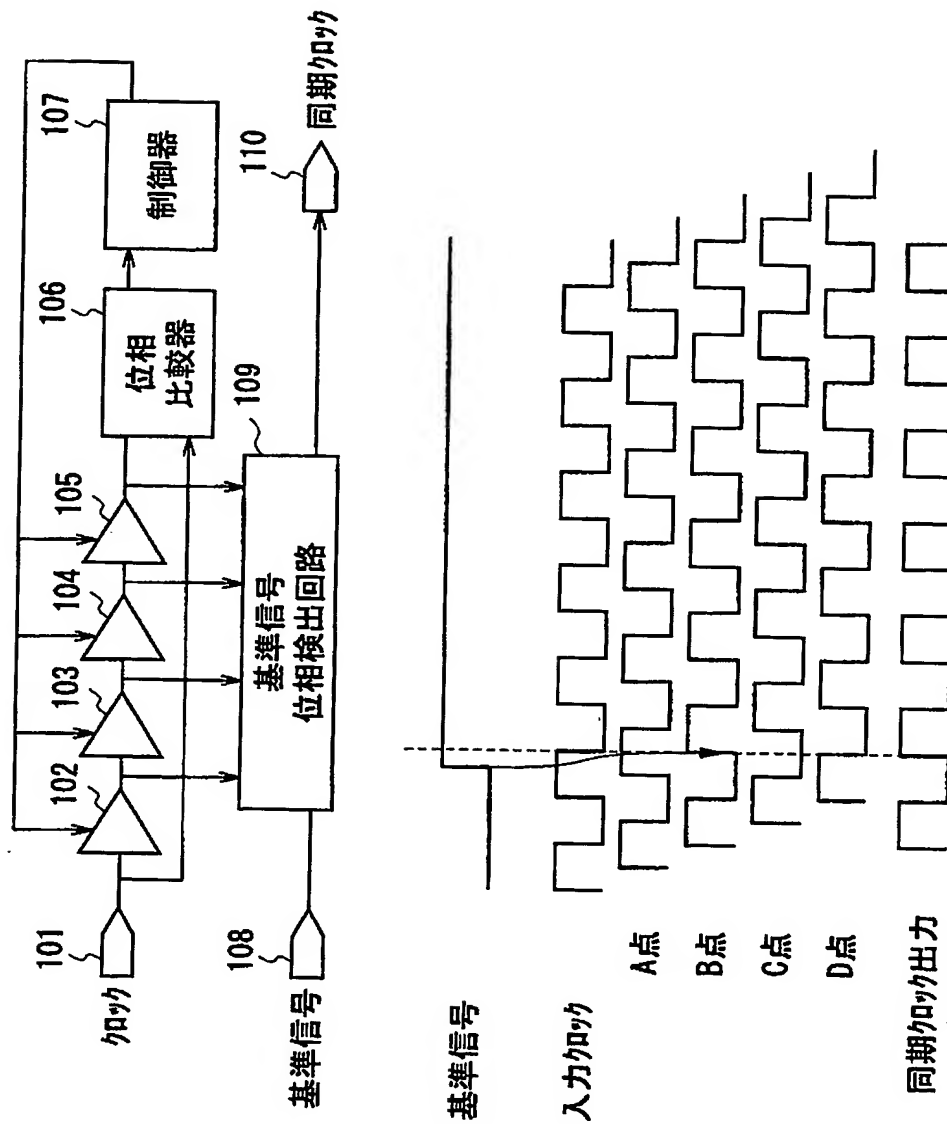 101
クロック
102
103
104
105
106
位相
比較器
107
制御器
108
基準信号
109
基準信号
位相検出回路
110
同期クロック
基準信号
入力クロック
A点
B点
C点
D点
同期クロック出力